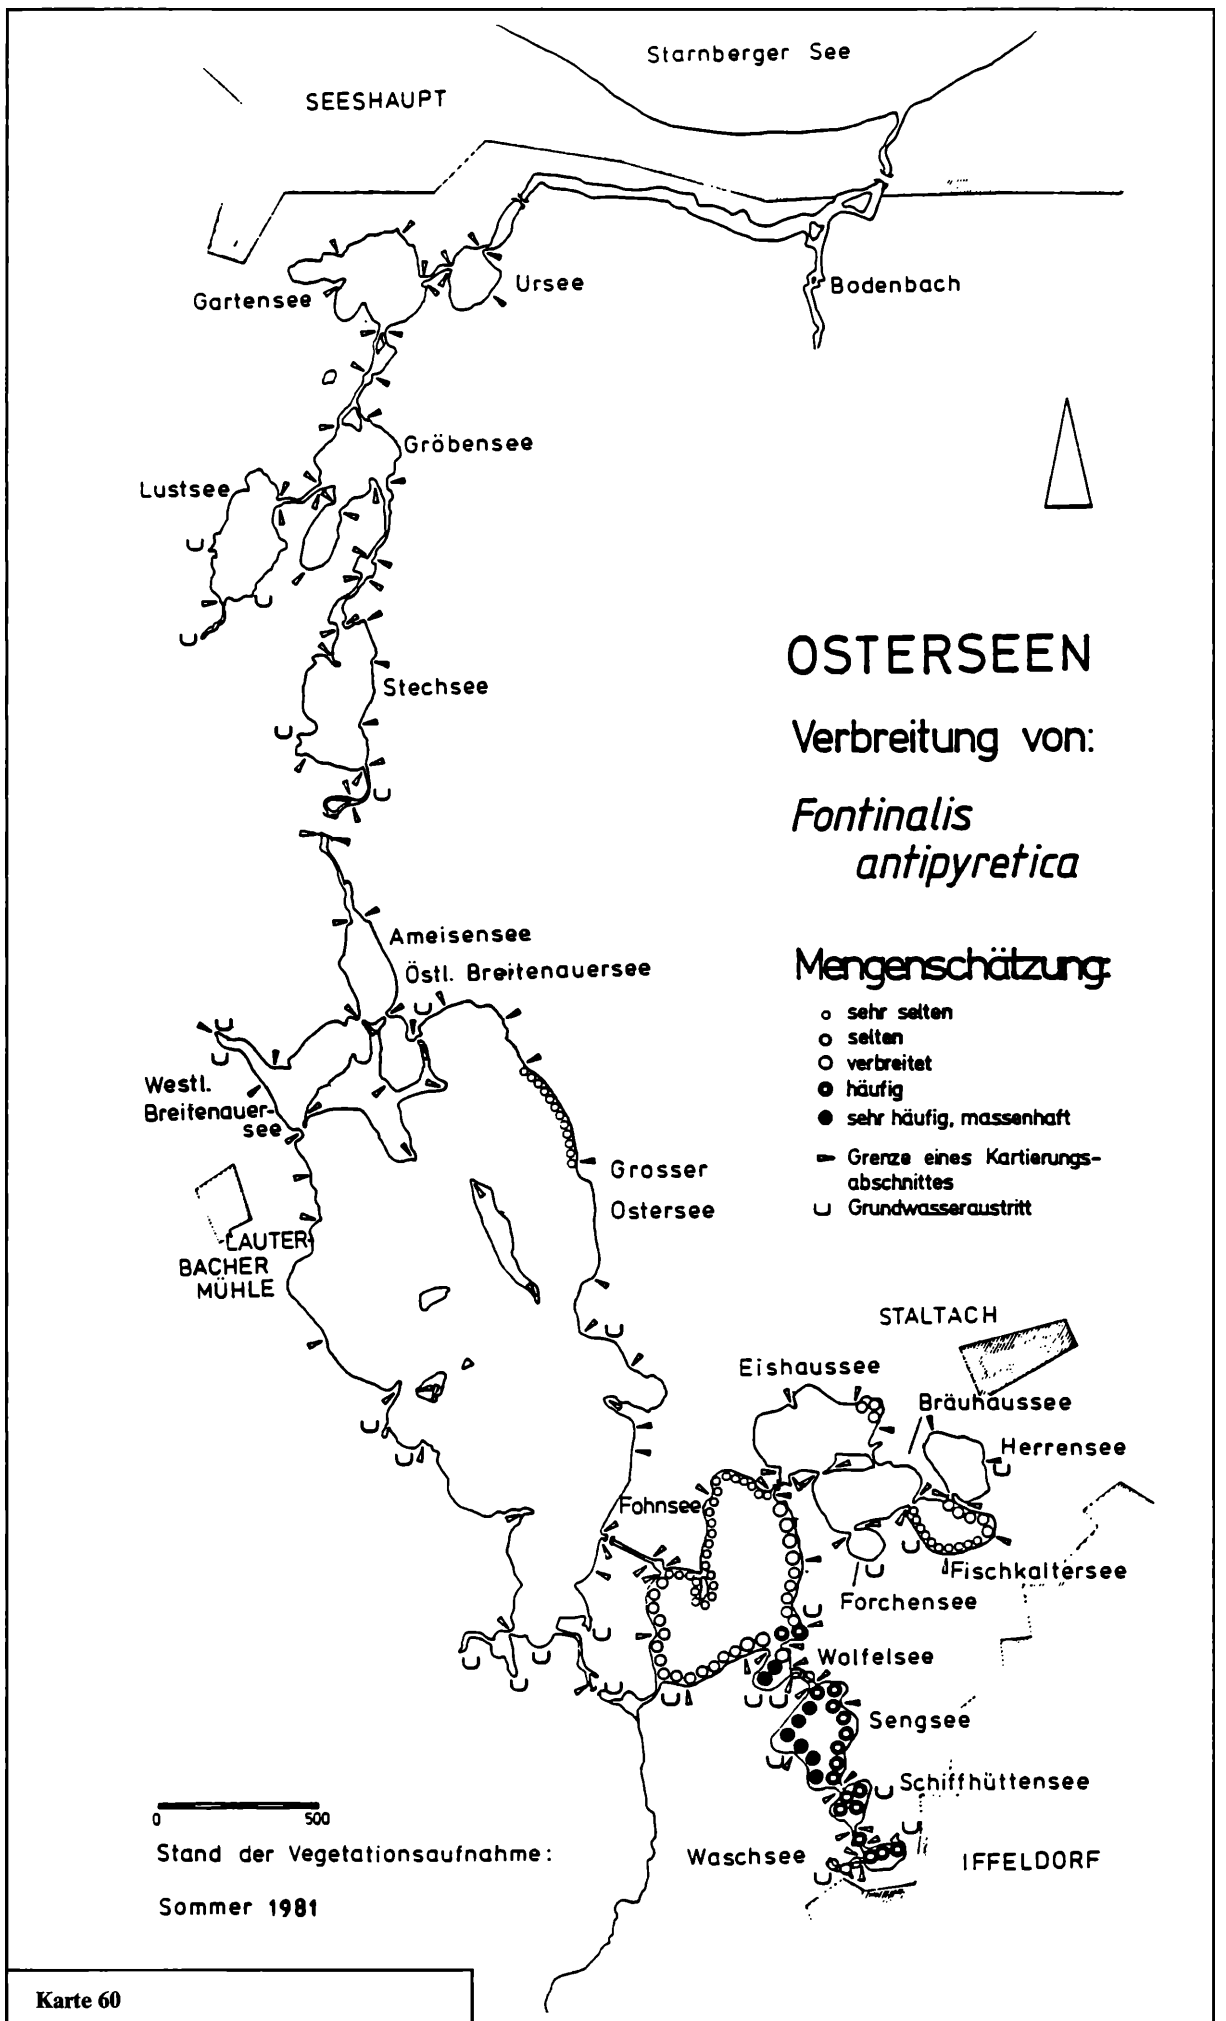 Starnberger See
SEESHAUPT
Gartensee
Ursee
Bodenbach
Gröbensee
Lustsee
Stechsee
OSTERSEEN
Verbreitung von:
Fontinalis
antipyretica
Ameisensee
Östl. Breitenauersee
Westl.
Breitenauer-
see
Mengenschätzung:
sehr selten
selten
verbreitet
häufig
sehr häufig, massenhaft
Grenze eines Kartierungs-
abschnittes
Grundwasseraustritt
Grosser
Ostersee
LAUTER-
BACHER
MÜHLE
STALTACH
Eishaussee
Bräuhaussee
Herrensee
Fohnsee
Fischkaltersee
Forchensee
Wolfelsee
Sengsee
Schiffhüttensee
Waschsee
IFFELDORF
0 500
Stand der Vegetationsaufnahme:
Sommer 1981
Karte 60